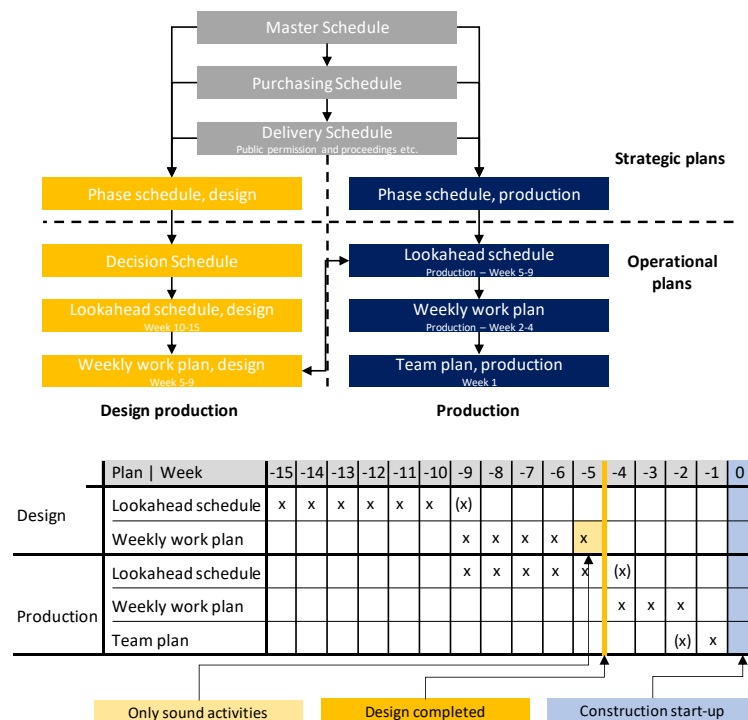 Master Schedule
Purchasing Schedule
Delivery Schedule
Public permission and proceedings etc.
Strategic plans
Phase schedule, design
Phase schedule, production
Operational
plans
Decision Schedule
Lookahead schedule
Production – Week 5-9
Lookahead schedule, design
Week 10-15
Weekly work plan
Production – Week 2-4
Weekly work plan, design
Week 5-9
Team plan, production
Week 1
Design production
Production
Plan | Week -15 -14 -13 -12 -11 -10 -9 -8 -7 -6 -5 -4 -3 -2 -1 0
Design
Lookahead schedule x x x x x x (x)
Weekly work plan x x x x x
Production
Lookahead schedule x x x x x (x)
Weekly work plan x x x
Team plan (x) x
Only sound activities
Design completed
Construction start-up